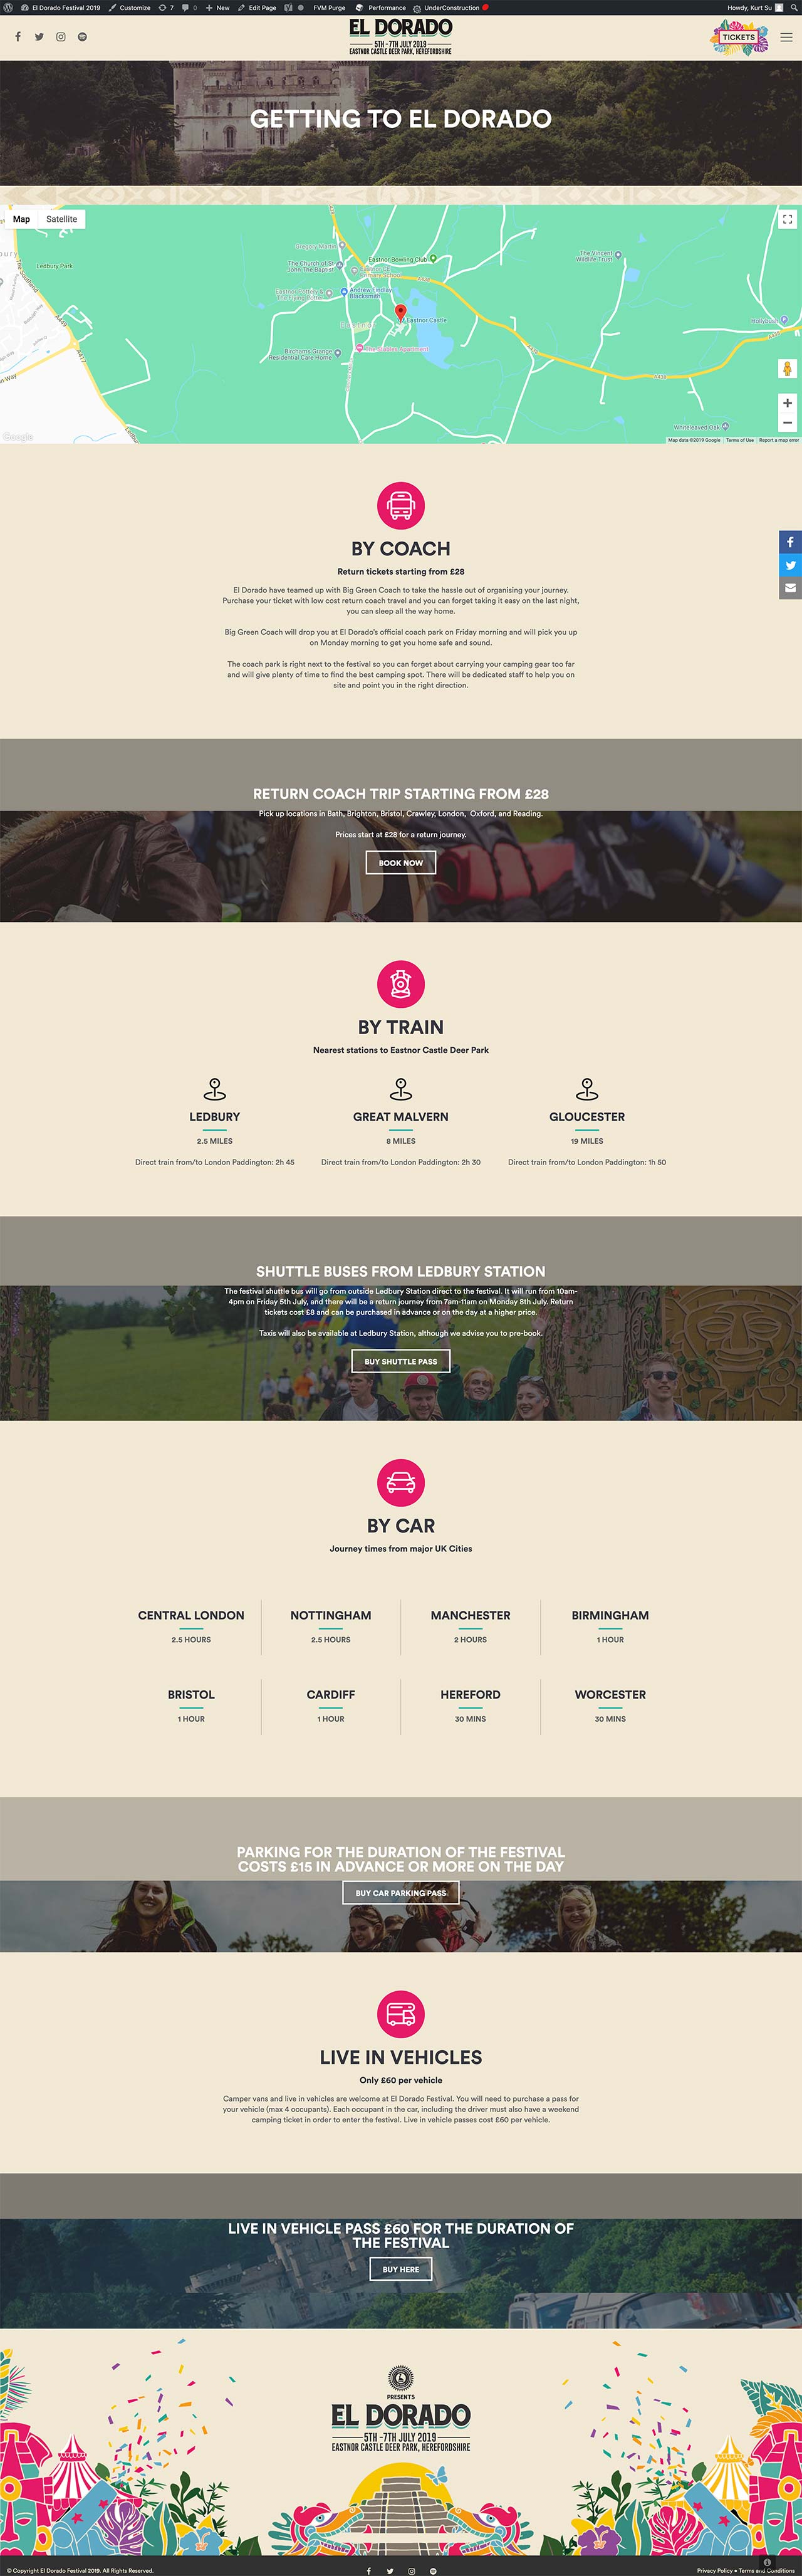 El Dorado Festival 2019 Customize 7 0 New Edit Page FVM Purge Performance UnderConstruction Howdy, Kurt Su
EL DORADO
5TH - 7TH JULY 2019
EASTNOR CASTLE DEER PARK, HEREFORDSHIRE
TICKETS
GETTING TO EL DORADO
Map Satellite
Gregory Martin
Eastnor Bowling Club
The Vincent
Wildlife Trust
Ledbury Park
The Church of St
John The Baptist
A438
Andrew Findlay
Blacksmith
Eastnor Castle
Hollybush
Birchams Grange
Residential Care Home
A449
A417
A438
A438
Whiteleaved Oak
Google
Map data ©2019 Google Terms of Use Report a map error
BY COACH
Return tickets starting from £28
El Dorado have teamed up with Big Green Coach to take the hassle out of organising your journey.
Purchase your ticket with low cost return coach travel and you can forget taking it easy on the last night,
you can sleep all the way home.
Big Green Coach will drop you at El Dorado's official coach park on Friday morning and will pick you up
on Monday morning to get you home safe and sound.
The coach park is right next to the festival so you can forget about carrying your camping gear too far
and will give plenty of time to find the best camping spot. There will be dedicated staff to help you on
site and point you in the right direction.
RETURN COACH TRIP STARTING FROM £28
Pick up locations in Bath, Brighton, Bristol, Crawley, London, Oxford, and Reading.
Prices start at £28 for a return journey.
BOOK NOW
BY TRAIN
Nearest stations to Eastnor Castle Deer Park
LEDBURY GREAT MALVERN GLOUCESTER
2.5 MILES 8 MILES 19 MILES
Direct train from/to London Paddington: 2h 45 Direct train from/to London Paddington: 2h 30 Direct train from/to London Paddington: 1h 50
SHUTTLE BUSES FROM LEDBURY STATION
The festival shuttle bus will go from outside Ledbury Station direct to the festival. It will run from 10am-
4pm on Friday 5th July, and there will be a return journey from 7am-11am on Monday 8th July. Return
tickets cost £8 and can be purchased in advance or on the day at a higher price.
Taxis will also be available at Ledbury Station, although we advise you to pre-book.
BUY SHUTTLE PASS
BY CAR
Journey times from major UK Cities
CENTRAL LONDON NOTTINGHAM MANCHESTER BIRMINGHAM
2.5 HOURS 2.5 HOURS 2 HOURS 1 HOUR
BRISTOL CARDIFF HEREFORD WORCESTER
1 HOUR 1 HOUR 30 MINS 30 MINS
PARKING FOR THE DURATION OF THE FESTIVAL
COSTS £15 IN ADVANCE OR MORE ON THE DAY
BUY CAR PARKING PASS
LIVE IN VEHICLES
Only £60 per vehicle
Camper vans and live in vehicles are welcome at El Dorado Festival. You will need to purchase a pass for
your vehicle (max 4 occupants). Each occupant in the car, including the driver must also have a weekend
camping ticket in order to enter the festival. Live in vehicle passes cost £60 per vehicle.
LIVE IN VEHICLE PASS £60 FOR THE DURATION OF
THE FESTIVAL
BUY HERE
PRESENTS
EL DORADO
5TH - 7TH JULY 2019
EASTNOR CASTLE DEER PARK, HEREFORDSHIRE
© Copyright El Dorado Festival 2019. All Rights Reserved. Privacy Policy • Terms and Conditions